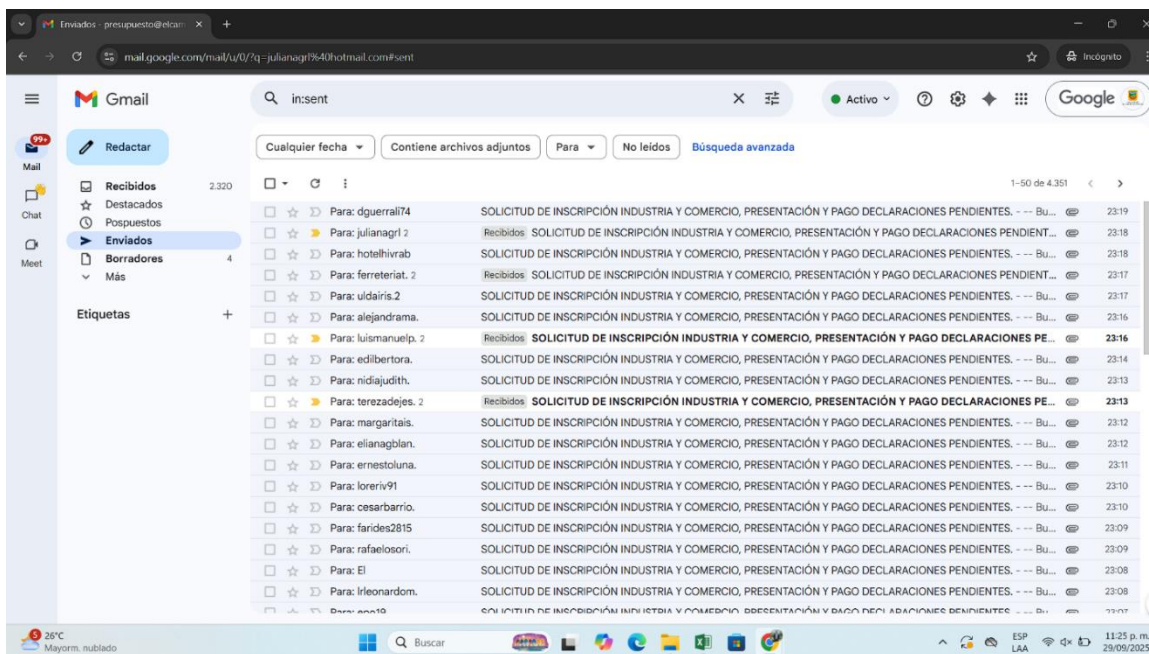 Enviados - presupuesto@elcam
mail.google.com/mail/u/0/?q=julianagrl%40hotmail.com#sent
Incógnito
Gmail
in:sent
Activo
Google
99+
Mail
Chat
Meet
Redactar
Recibidos 2.320
Destacados
Pospuestos
Enviados
Borradores 4
Más
Etiquetas
Cualquier fecha Contiene archivos adjuntos Para No leídos Búsqueda avanzada
1-50 de 4.351
Para: dguerrali74 SOLICITUD DE INSCRIPCIÓN INDUSTRIA Y COMERCIO, PRESENTACIÓN Y PAGO DECLARACIONES PENDIENTES. - -- Bu... 23:19
Para: julianagrl 2 Recibidos SOLICITUD DE INSCRIPCIÓN INDUSTRIA Y COMERCIO, PRESENTACIÓN Y PAGO DECLARACIONES PENDIENT... 23:18
Para: hotelhivrab SOLICITUD DE INSCRIPCIÓN INDUSTRIA Y COMERCIO, PRESENTACIÓN Y PAGO DECLARACIONES PENDIENTES. - -- Bu... 23:18
Para: ferreteriat. 2 Recibidos SOLICITUD DE INSCRIPCIÓN INDUSTRIA Y COMERCIO, PRESENTACIÓN Y PAGO DECLARACIONES PENDIENT... 23:17
Para: uldairis.2 SOLICITUD DE INSCRIPCIÓN INDUSTRIA Y COMERCIO, PRESENTACIÓN Y PAGO DECLARACIONES PENDIENTES. - -- Bu... 23:17
Para: alejandrama. SOLICITUD DE INSCRIPCIÓN INDUSTRIA Y COMERCIO, PRESENTACIÓN Y PAGO DECLARACIONES PENDIENTES. - -- Bu... 23:16
Para: luismanuelp. 2 Recibidos SOLICITUD DE INSCRIPCIÓN INDUSTRIA Y COMERCIO, PRESENTACIÓN Y PAGO DECLARACIONES PE... 23:16
Para: edilbertora. SOLICITUD DE INSCRIPCIÓN INDUSTRIA Y COMERCIO, PRESENTACIÓN Y PAGO DECLARACIONES PENDIENTES. - -- Bu... 23:14
Para: nidiajudith. SOLICITUD DE INSCRIPCIÓN INDUSTRIA Y COMERCIO, PRESENTACIÓN Y PAGO DECLARACIONES PENDIENTES. - -- Bu... 23:13
Para: terezadejes. 2 Recibidos SOLICITUD DE INSCRIPCIÓN INDUSTRIA Y COMERCIO, PRESENTACIÓN Y PAGO DECLARACIONES PE... 23:13
Para: margaritais. SOLICITUD DE INSCRIPCIÓN INDUSTRIA Y COMERCIO, PRESENTACIÓN Y PAGO DECLARACIONES PENDIENTES. - -- Bu... 23:12
Para: elianagblan. SOLICITUD DE INSCRIPCIÓN INDUSTRIA Y COMERCIO, PRESENTACIÓN Y PAGO DECLARACIONES PENDIENTES. - -- Bu... 23:12
Para: ernestoluna. SOLICITUD DE INSCRIPCIÓN INDUSTRIA Y COMERCIO, PRESENTACIÓN Y PAGO DECLARACIONES PENDIENTES. - -- Bu... 23:11
Para: loreriv91 SOLICITUD DE INSCRIPCIÓN INDUSTRIA Y COMERCIO, PRESENTACIÓN Y PAGO DECLARACIONES PENDIENTES. - -- Bu... 23:10
Para: cesarbarrio. SOLICITUD DE INSCRIPCIÓN INDUSTRIA Y COMERCIO, PRESENTACIÓN Y PAGO DECLARACIONES PENDIENTES. - -- Bu... 23:10
Para: farides2815 SOLICITUD DE INSCRIPCIÓN INDUSTRIA Y COMERCIO, PRESENTACIÓN Y PAGO DECLARACIONES PENDIENTES. - -- Bu... 23:09
Para: rafaelosori. SOLICITUD DE INSCRIPCIÓN INDUSTRIA Y COMERCIO, PRESENTACIÓN Y PAGO DECLARACIONES PENDIENTES. - -- Bu... 23:09
Para: El SOLICITUD DE INSCRIPCIÓN INDUSTRIA Y COMERCIO, PRESENTACIÓN Y PAGO DECLARACIONES PENDIENTES. - -- Bu... 23:08
Para: lrleonardom. SOLICITUD DE INSCRIPCIÓN INDUSTRIA Y COMERCIO, PRESENTACIÓN Y PAGO DECLARACIONES PENDIENTES. - -- Bu... 23:08
SOLICITUD DE INSCRIPCIÓN INDUSTRIA Y COMERCIO, PRESENTACIÓN Y PAGO DECLARACIONES PENDIENTES 23:07
5 26°C
Mayorm. nublado
Buscar
ESP
LAA
11:25 p. m.
29/09/2025